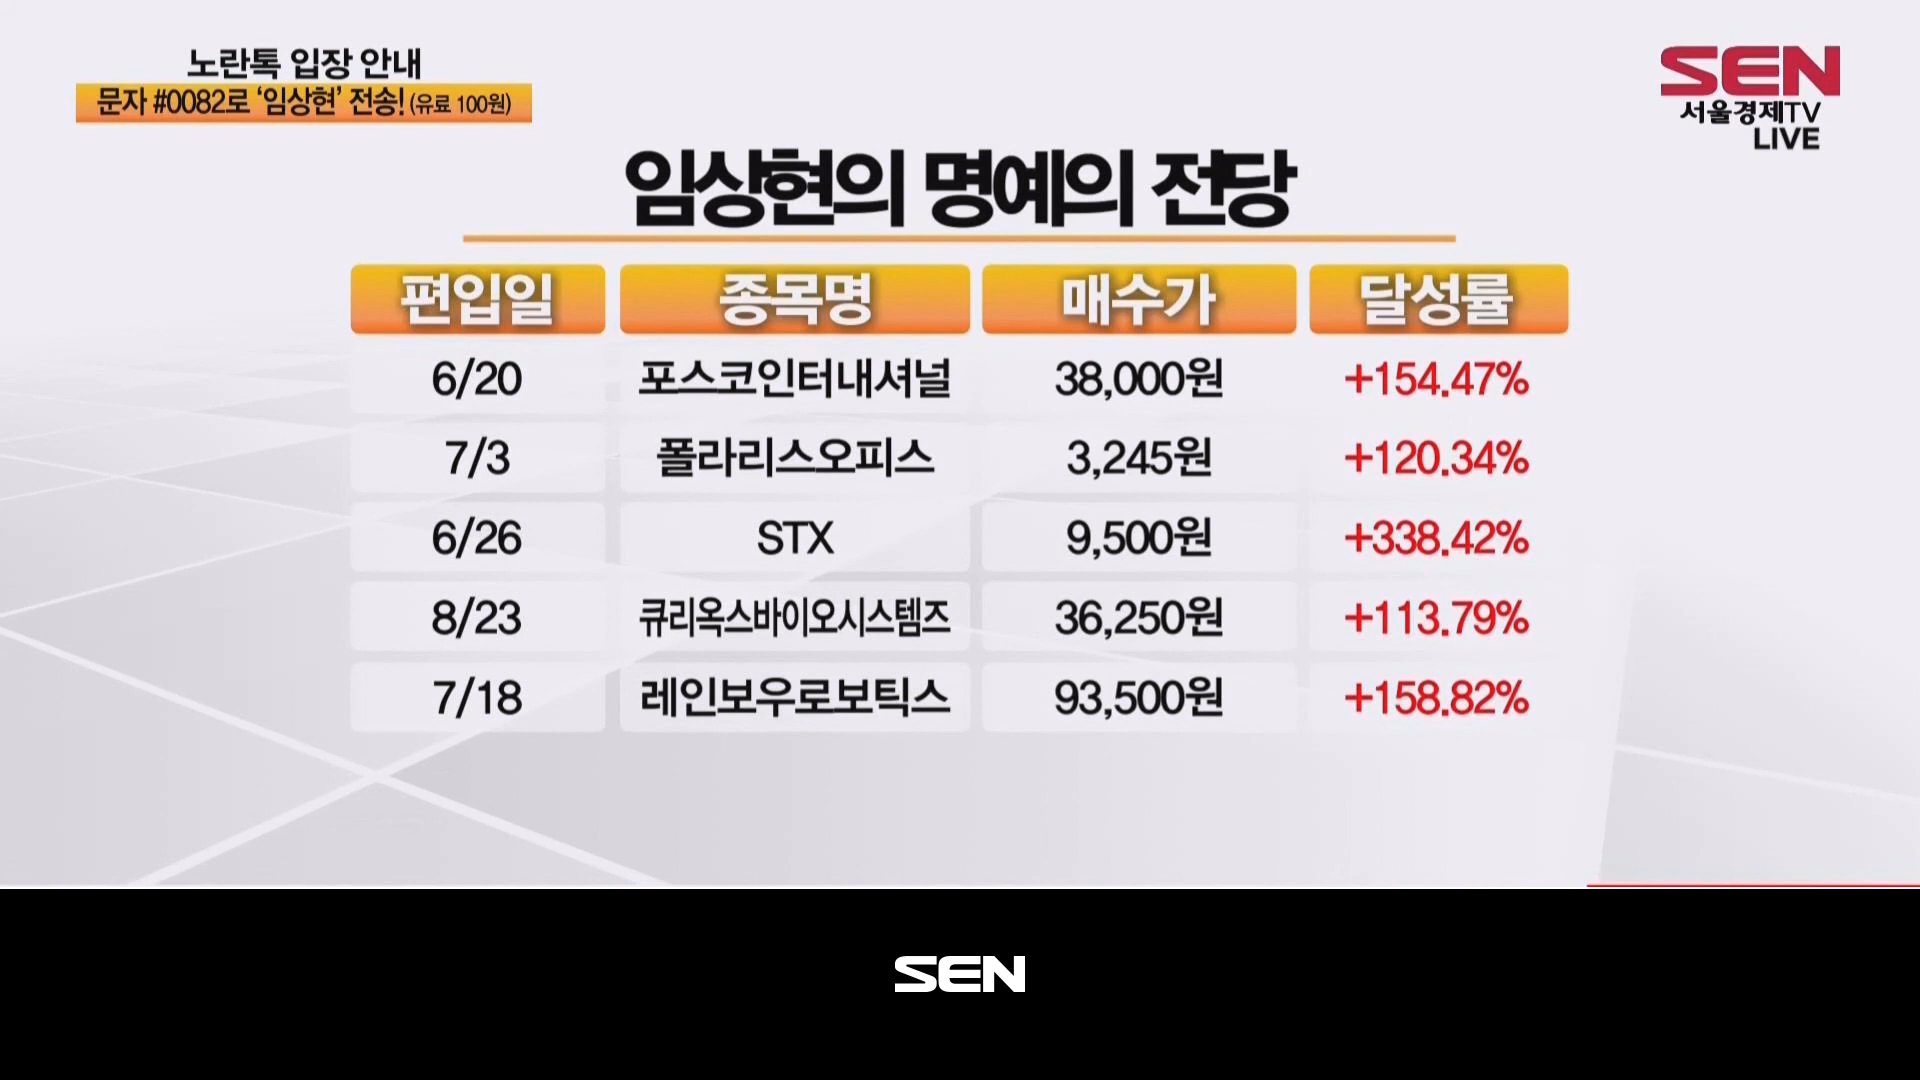 노란톡 입장 안내
문자 #0082로 '임상현' 전송! (유료 100원)
SEN
서울경제TV
LIVE
임상현의 명예의 전당
편입일 종목명 매수가 달성률
6/20 포스코인터내셔널 38,000원 +154.47%
7/3 폴라리스오피스 3,245원 +120.34%
6/26 STX 9,500원 +338.42%
8/23 큐리옥스바이오시스템즈 36,250원 +113.79%
7/18 레인보우로보틱스 93,500원 +158.82%
SEN